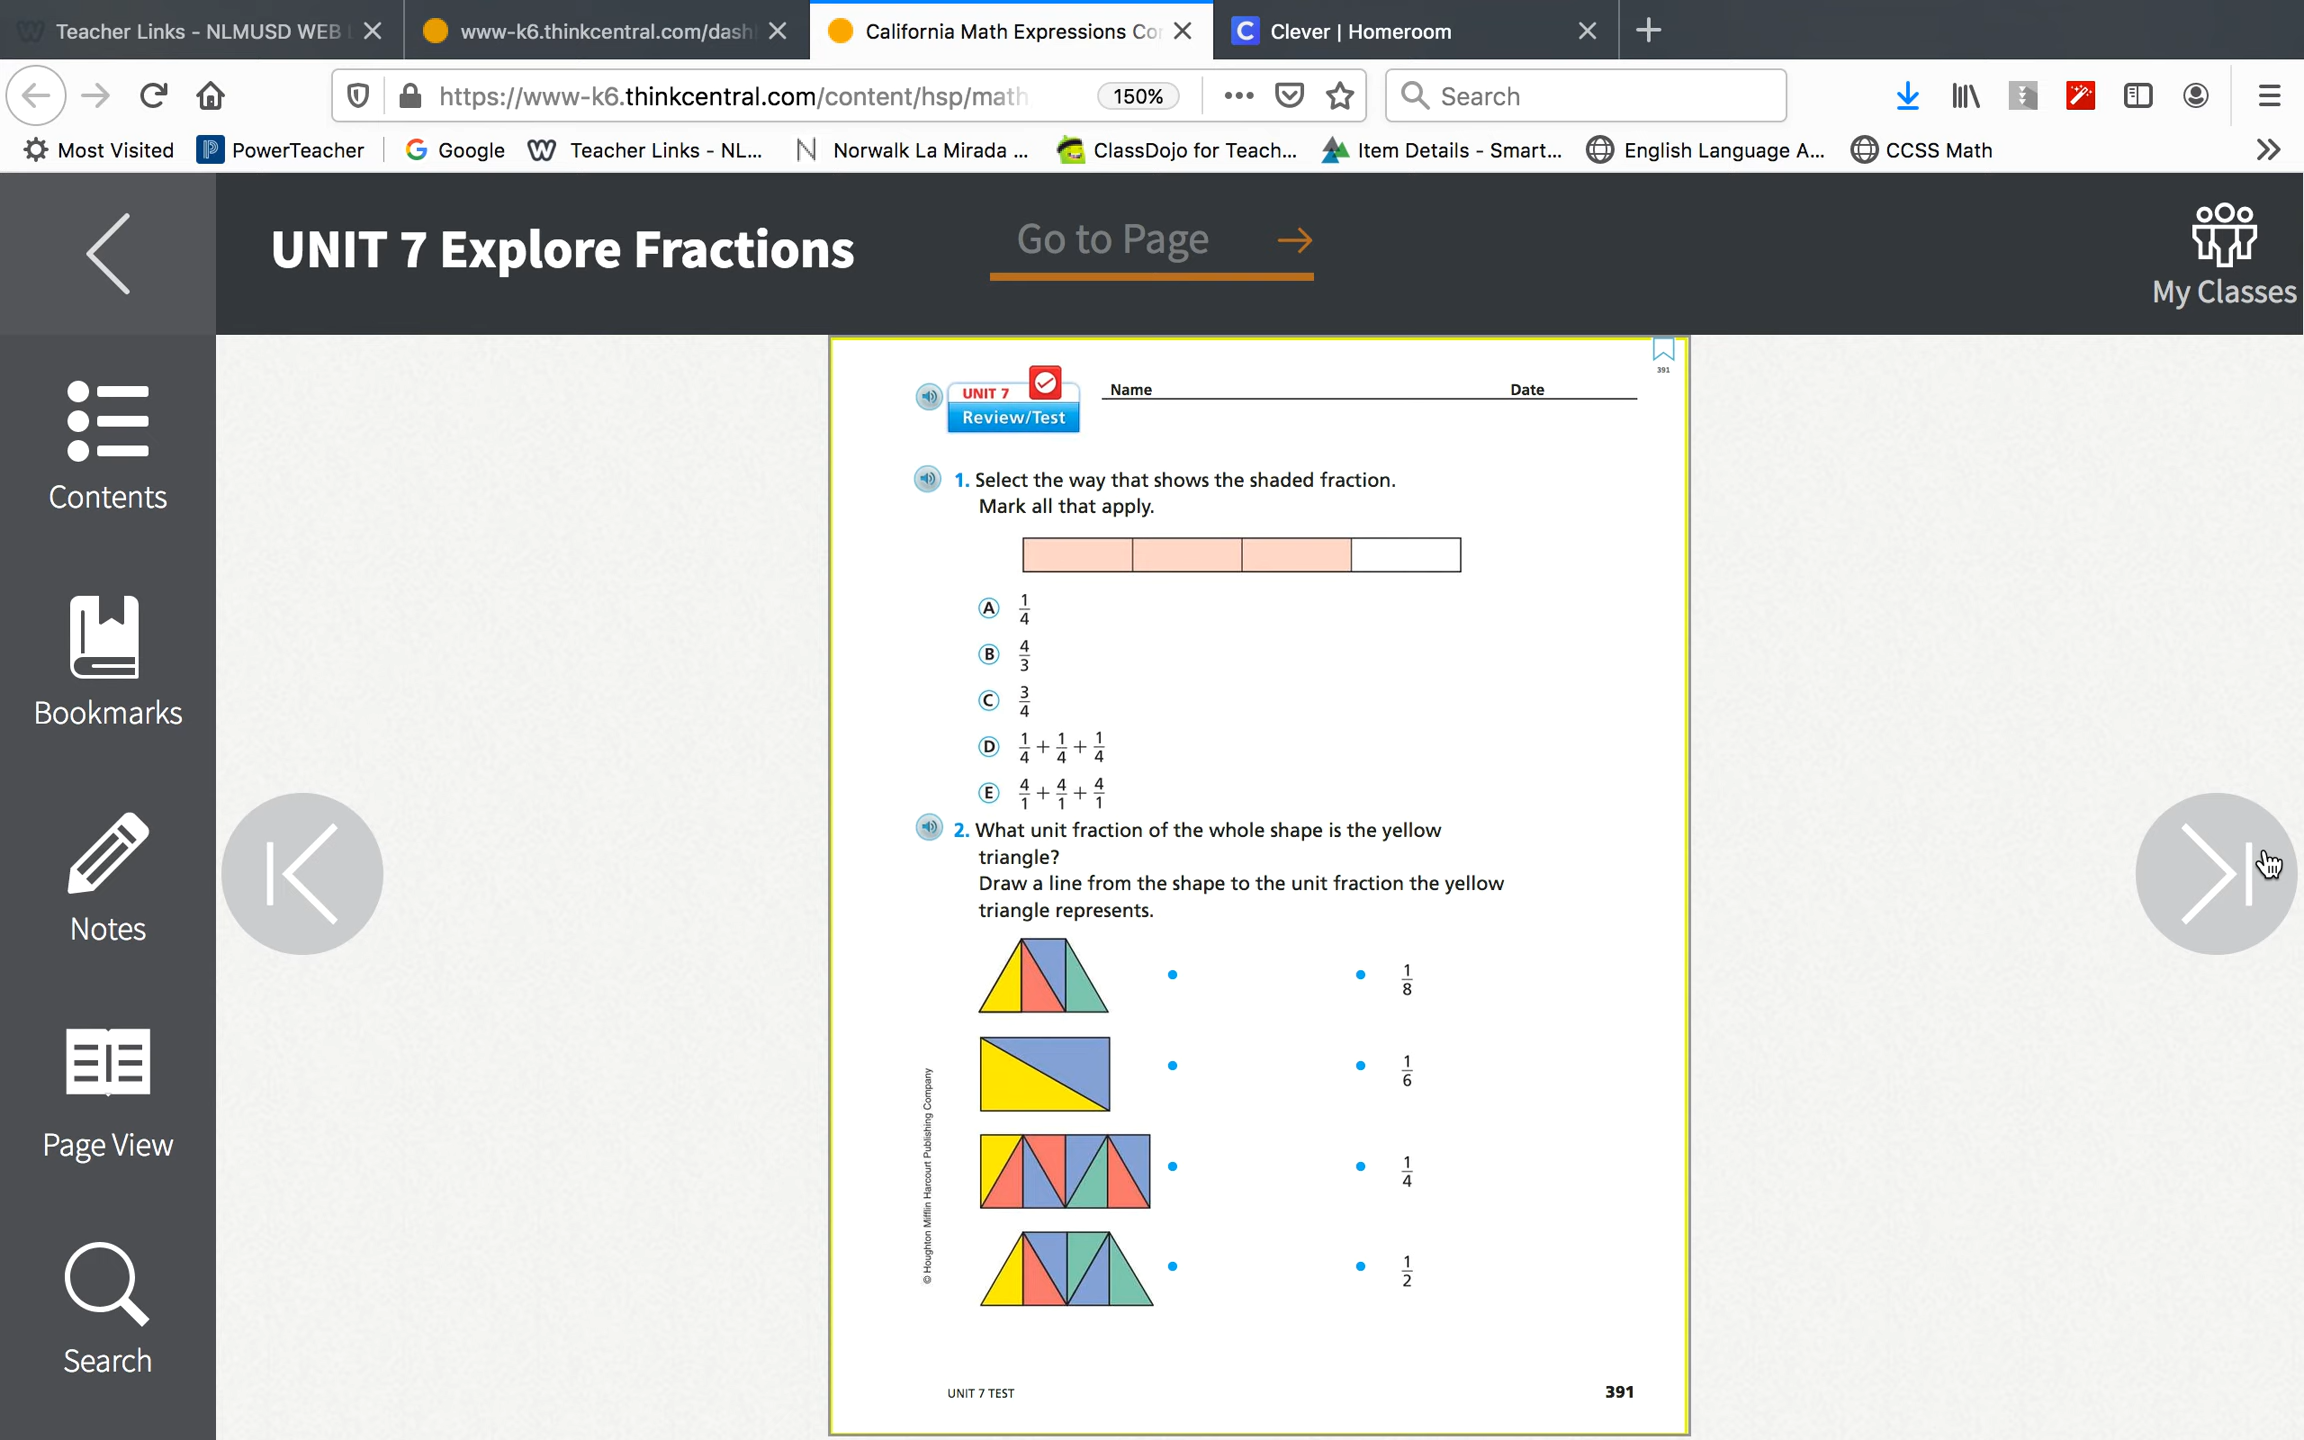 Teacher Links - NLMUSD WEB
www-k6.thinkcentral.com/dash
California Math Expressions Co
Clever | Homeroom
https://www-k6.thinkcentral.com/content/hsp/math
150%
Search
Most Visited
PowerTeacher
Google
Teacher Links - NL...
Norwalk La Mirada ...
ClassDojo for Teach...
Item Details - Smart...
English Language A...
CCSS Math
UNIT 7 Explore Fractions
Go to Page
My Classes
Contents
Bookmarks
Notes
Page View
Search
391
UNIT 7
Review/Test
Name
Date
1. Select the way that shows the shaded fraction.
Mark all that apply.
A 1/4
B 4/3
C 3/4
D 1/4 + 1/4 + 1/4
E 4/1 + 4/1 + 4/1
2. What unit fraction of the whole shape is the yellow
triangle?
Draw a line from the shape to the unit fraction the yellow
triangle represents.
1/8
1/6
1/4
1/2
© Houghton Mifflin Harcourt Publishing Company
UNIT 7 TEST
391